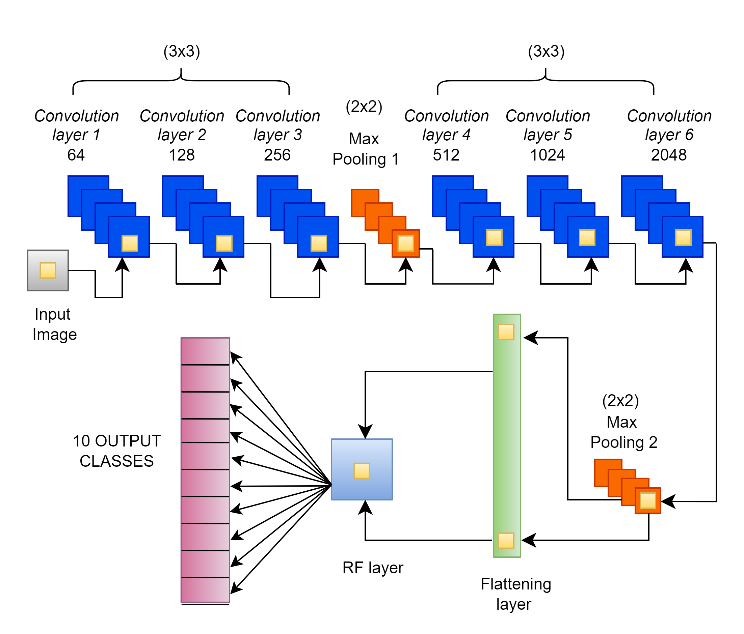 (3x3)
(3x3)
Convolution
layer 1
64
Convolution
layer 2
128
Convolution
layer 3
256
(2x2)
Max
Pooling 1
Convolution
layer 4
512
Convolution
layer 5
1024
Convolution
layer 6
2048
Input
Image
10 OUTPUT
CLASSES
RF layer
Flattening
layer
(2x2)
Max
Pooling 2